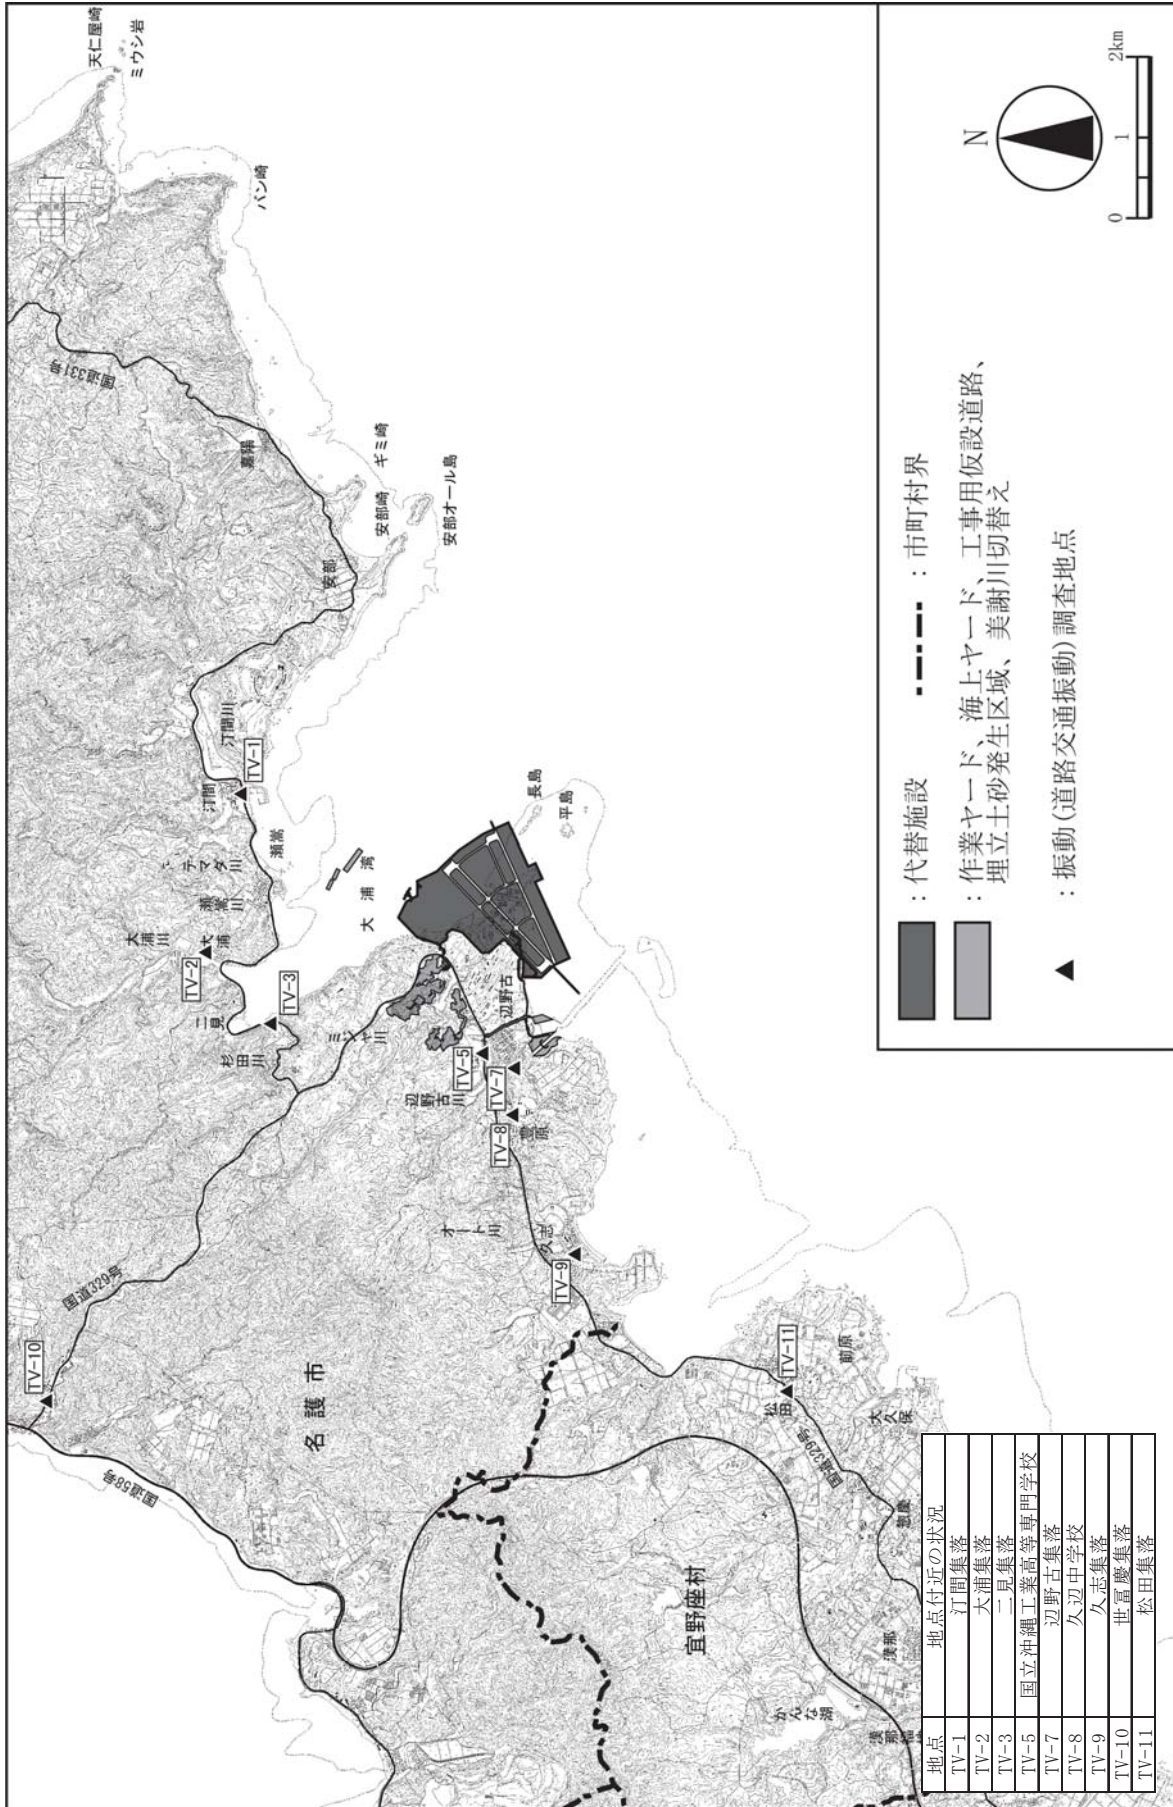 天仁屋崎
ミウシ岩
バン崎
国道331号
嘉陽
ギミ崎
安部崎
安部オール島
安部
汀間川
汀間
TV-1
瀬嵩
テマタ川
瀬嵩川
大浦川
大浦
TV-2
大浦湾
TV-3
二見
杉田川
長島
平島
辺野古
TV-5
辺野古川
TV-7
TV-8
豊原
オート川
久志
TV-9
国道329号
TV-10
名護市
国道58号
TV-11
松田
前原
大久保
国道329号
惣慶
漢那
宜野座村
かんな湖
N
0 1 2km
：代替施設 ：市町村界
：作業ヤード、海上ヤード、工事用仮設道路、
埋立土砂発生区域、美謝川切替え
：振動(道路交通振動)調査地点
地点 地点付近の状況
TV-1 汀間集落
TV-2 大浦集落
TV-3 二見集落
TV-5 国立沖縄工業高等専門学校
TV-7 辺野古集落
TV-8 久辺中学校
TV-9 久志集落
TV-10 世冨慶集落
TV-11 松田集落